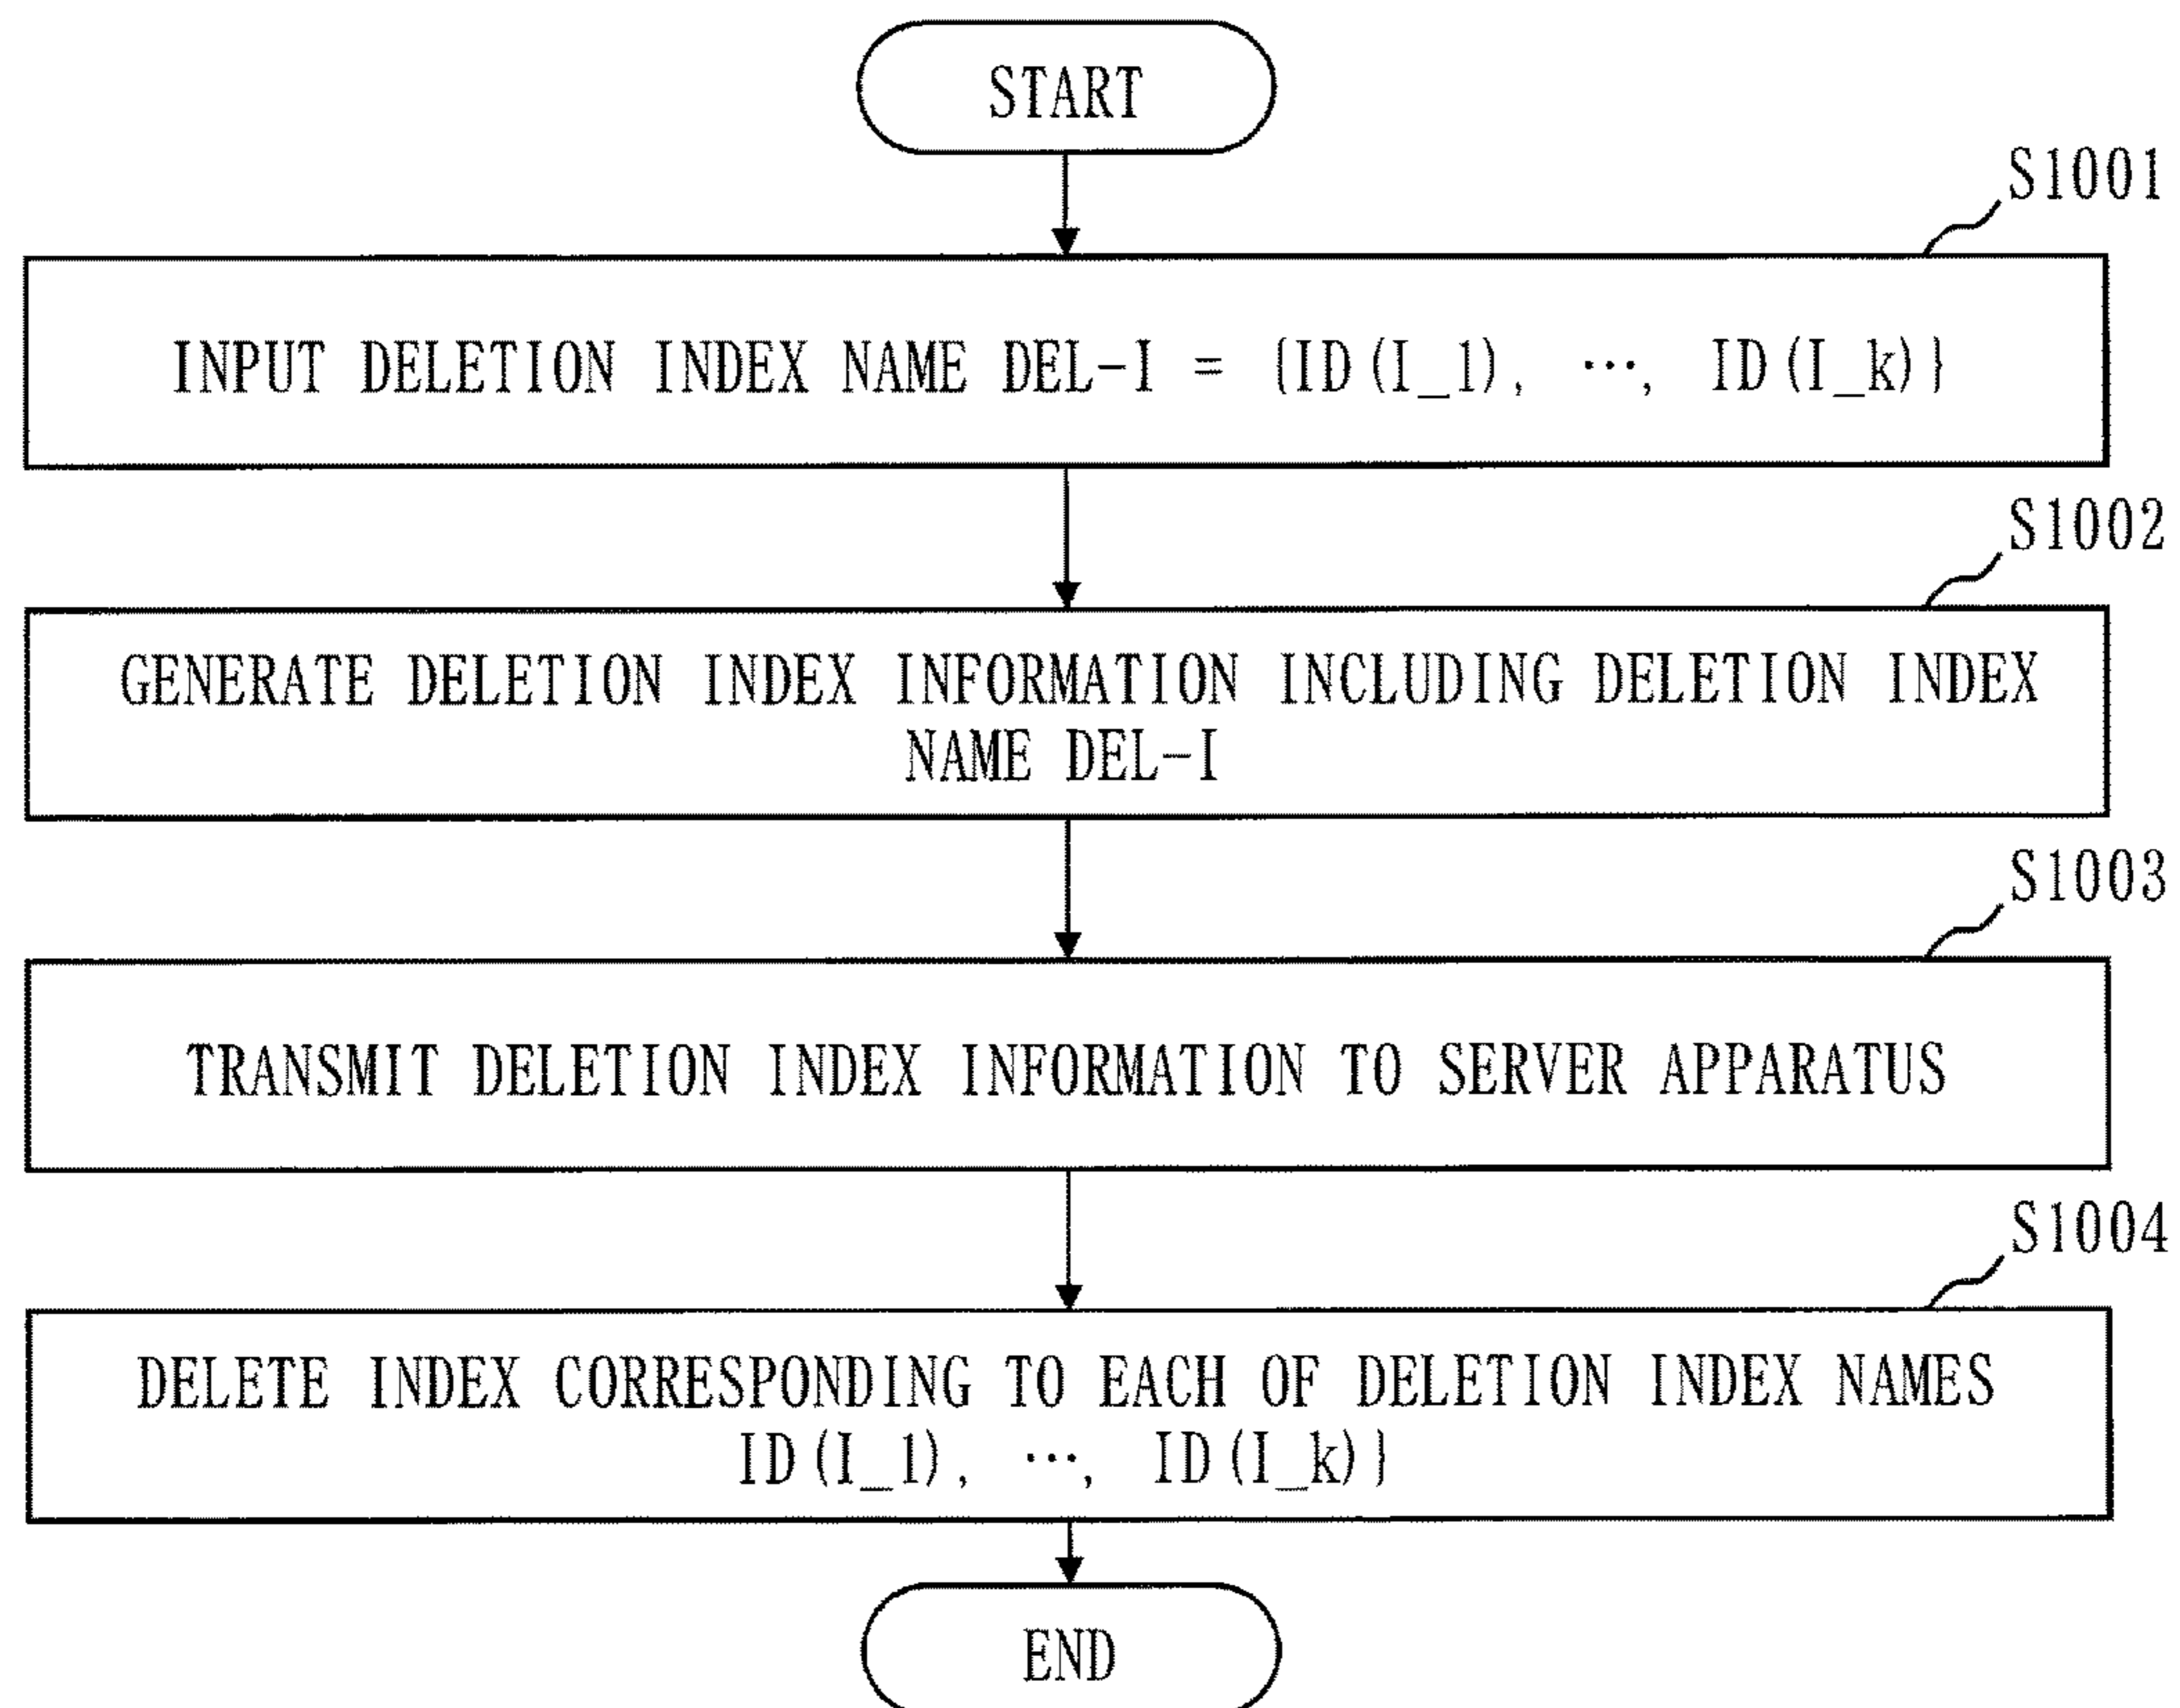 START
S1001
INPUT DELETION INDEX NAME DEL-I = {ID(I_1), ⋯, ID(I_k)}
S1002
GENERATE DELETION INDEX INFORMATION INCLUDING DELETION INDEX
NAME DEL-I
S1003
TRANSMIT DELETION INDEX INFORMATION TO SERVER APPARATUS
S1004
DELETE INDEX CORRESPONDING TO EACH OF DELETION INDEX NAMES
ID(I_1), ⋯, ID(I_k)}
END